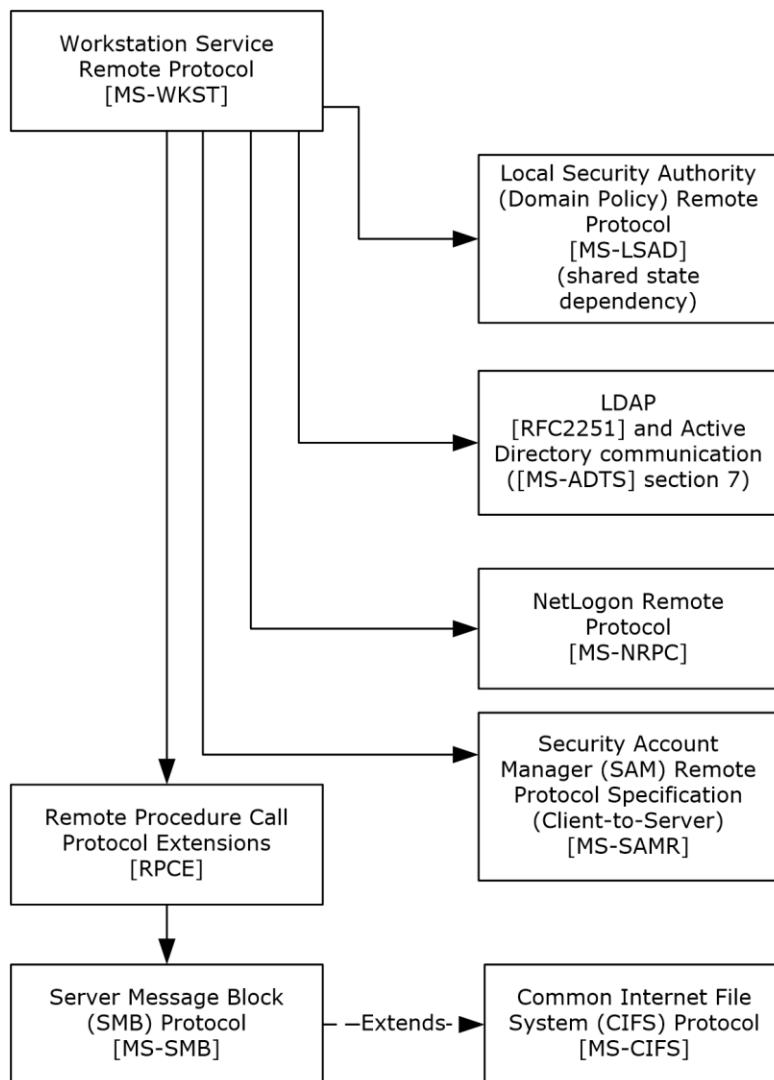 Workstation Service
Remote Protocol
[MS-WKST]
Local Security Authority
(Domain Policy) Remote
Protocol
[MS-LSAD]
(shared state
dependency)
LDAP
[RFC2251] and Active
Directory communication
([MS-ADTS] section 7)
NetLogon Remote
Protocol
[MS-NRPC]
Security Account
Manager (SAM) Remote
Protocol Specification
(Client-to-Server)
[MS-SAMR]
Remote Procedure Call
Protocol Extensions
[RPCE]
Server Message Block
(SMB) Protocol
[MS-SMB]
Extends
Common Internet File
System (CIFS) Protocol
[MS-CIFS]